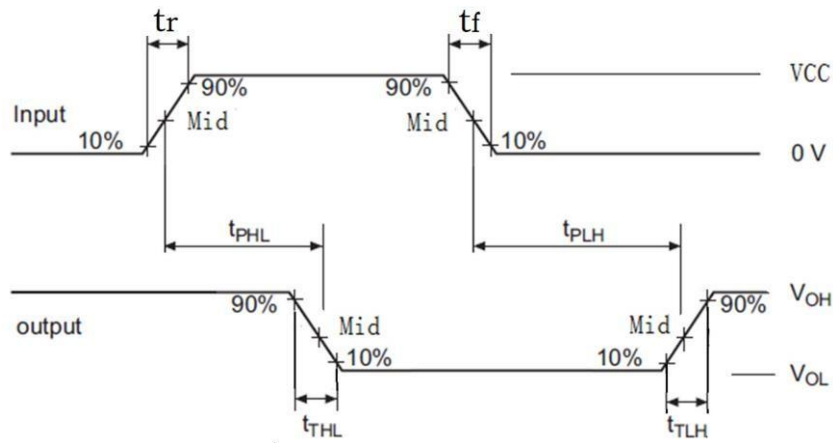 tr tf
90% 90% VCC
Input Mid Mid
10% 10% 0 V
tPHL tPLH
90% 90% VOH
output Mid Mid
10% 10% VOL
tTHL tTLH